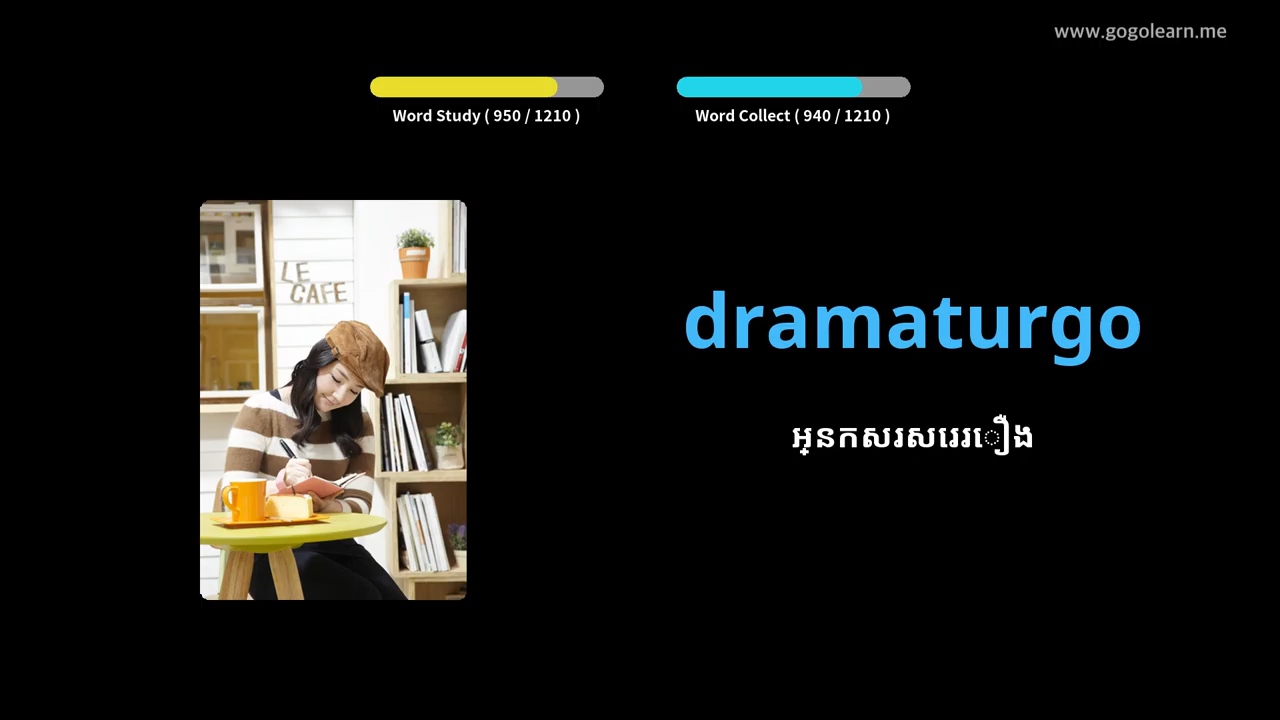 www.gogolearn.me
Word Study ( 950 / 1210 )
Word Collect ( 940 / 1210 )
LE
CAFE
dramaturgo
អ្នកសរសេររឿង